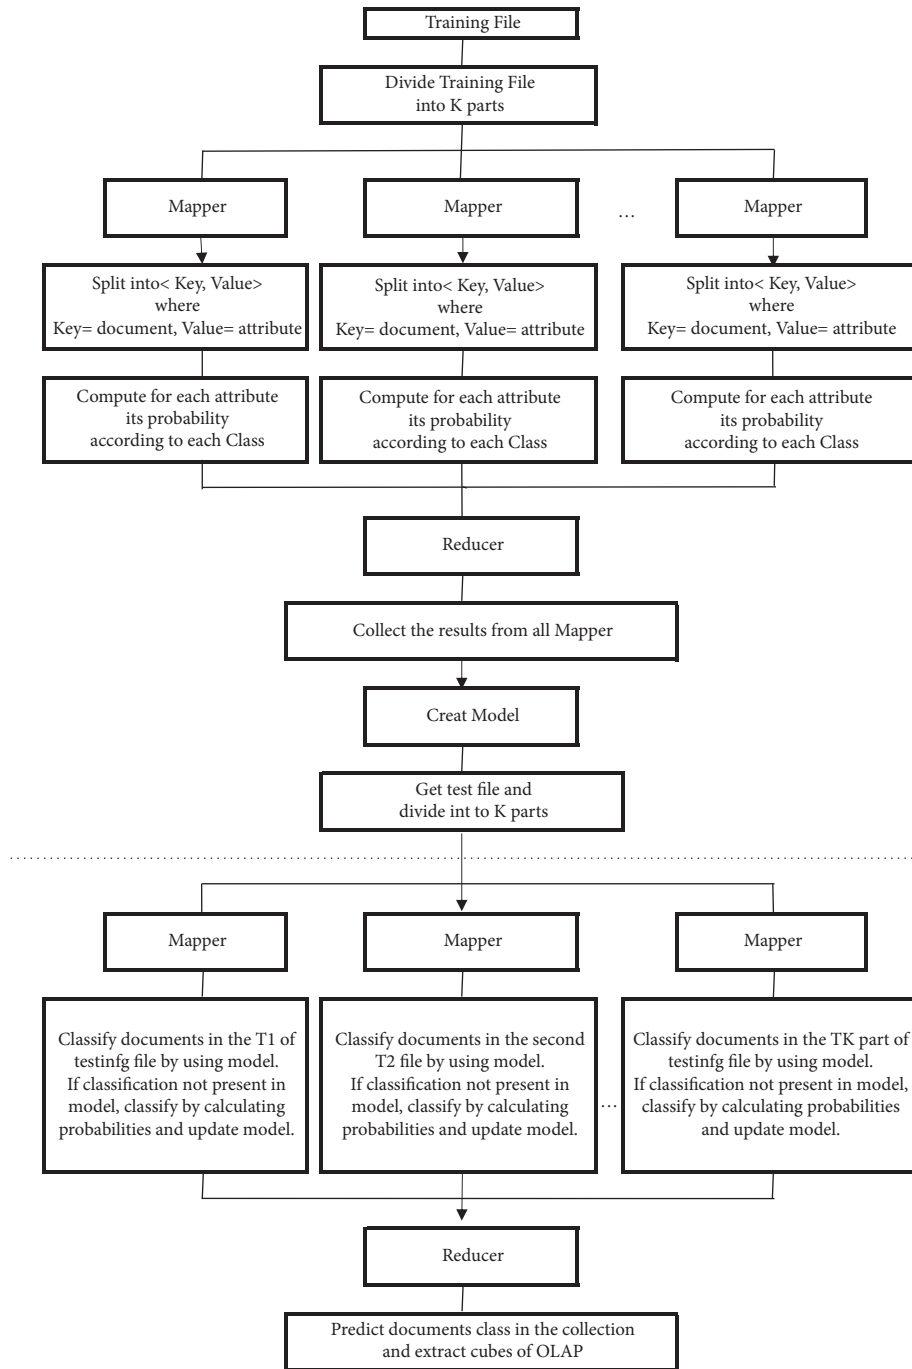 Training File
Divide Training File
into K parts
Mapper
Mapper
...
Mapper
Split into< Key, Value>
where
Key= document, Value= attribute
Split into< Key, Value>
where
Key= document, Value= attribute
Split into< Key, Value>
where
Key= document, Value= attribute
Compute for each attribute
its probability
according to each Class
Compute for each attribute
its probability
according to each Class
Compute for each attribute
its probability
according to each Class
Reducer
Collect the results from all Mapper
Creat Model
Get test file and
divide int to K parts
Mapper
Mapper
Mapper
Classify documents in the T1 of
testinfg file by using model.
If classification not present in
model, classify by calculating
probabilities and update model.
Classify documents in the second
T2 file by using model.
If classification not present in
model, classify by calculating
probabilities and update model.
...
Classify documents in the TK part of
testinfg file by using model.
If classification not present in model,
classify by calculating probabilities
and update model.
Reducer
Predict documents class in the collection
and extract cubes of OLAP